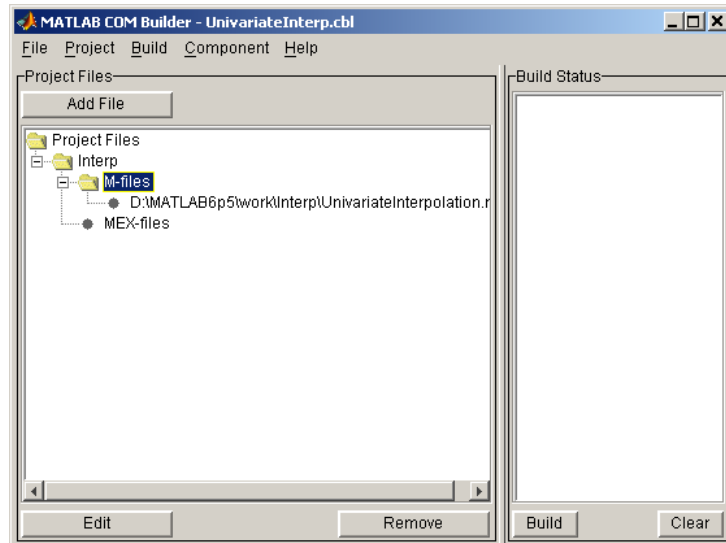 MATLAB COM Builder - UnivariateInterp.cbl
File Project Build Component Help
Project Files
Add File
Project Files
Interp
M-files
D:\MATLAB6p5\work\Interp\UnivariateInterpolation.r
MEX-files
Edit Remove
Build Status
Build Clear